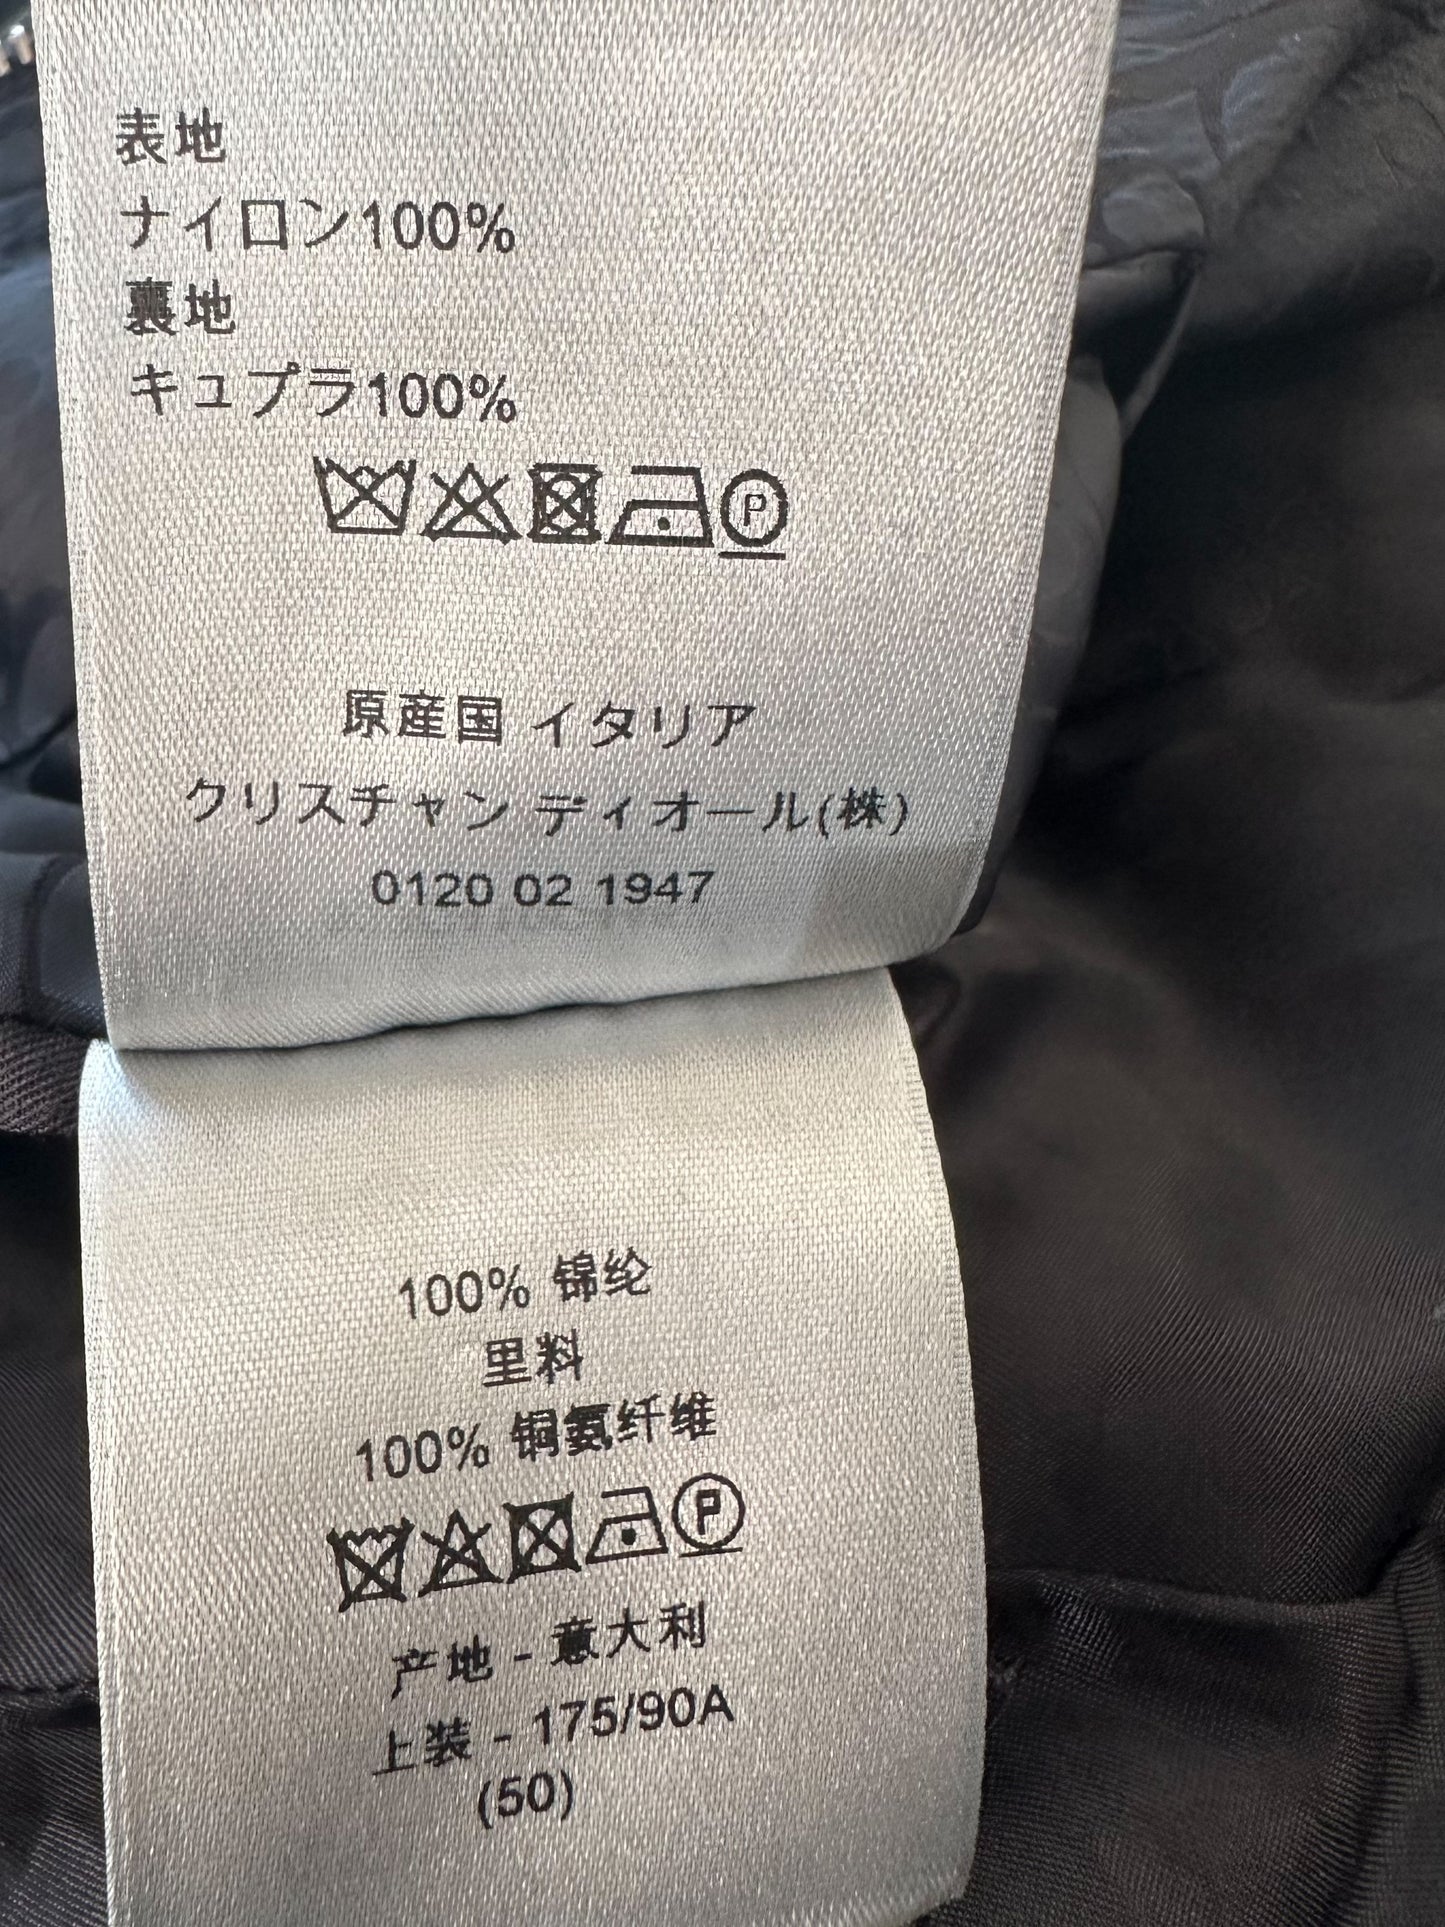 表地
ナイロン100%
裏地
キュプラ100%
P
原産国 イタリア
クリスチャン ディオール(株)
0120 02 1947
100% 锦纶
里料
100% 铜氨纤维
P
产地 - 意大利
上装 - 175/90A
(50)